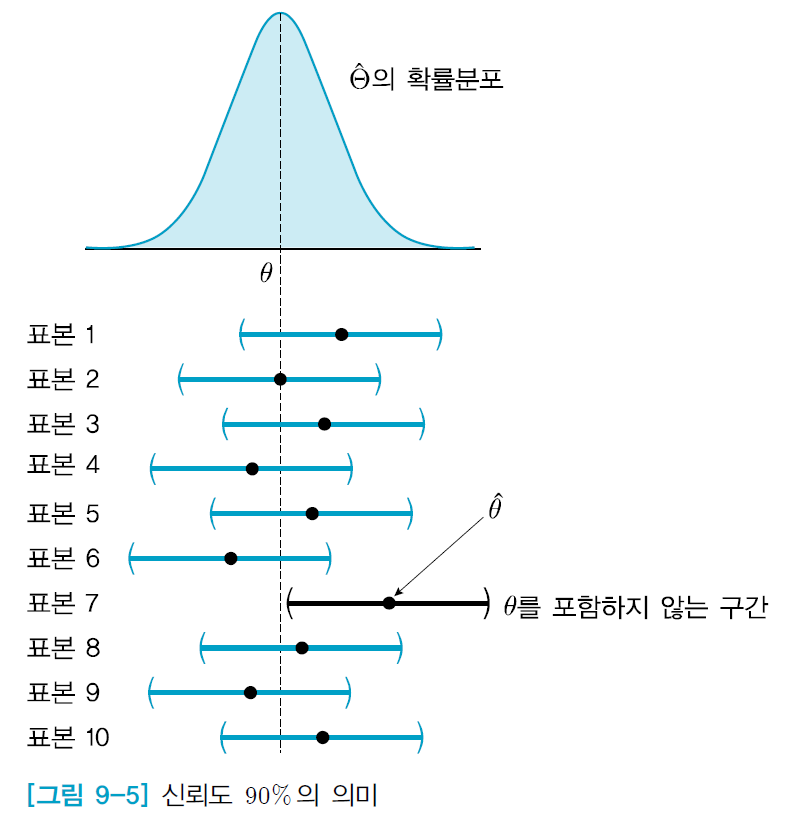 Θ̂의 확률분포
θ
표본 1
표본 2
표본 3
표본 4
표본 5
θ̂
표본 6
표본 7
θ를 포함하지 않는 구간
표본 8
표본 9
표본 10
[그림 9-5] 신뢰도 90%의 의미